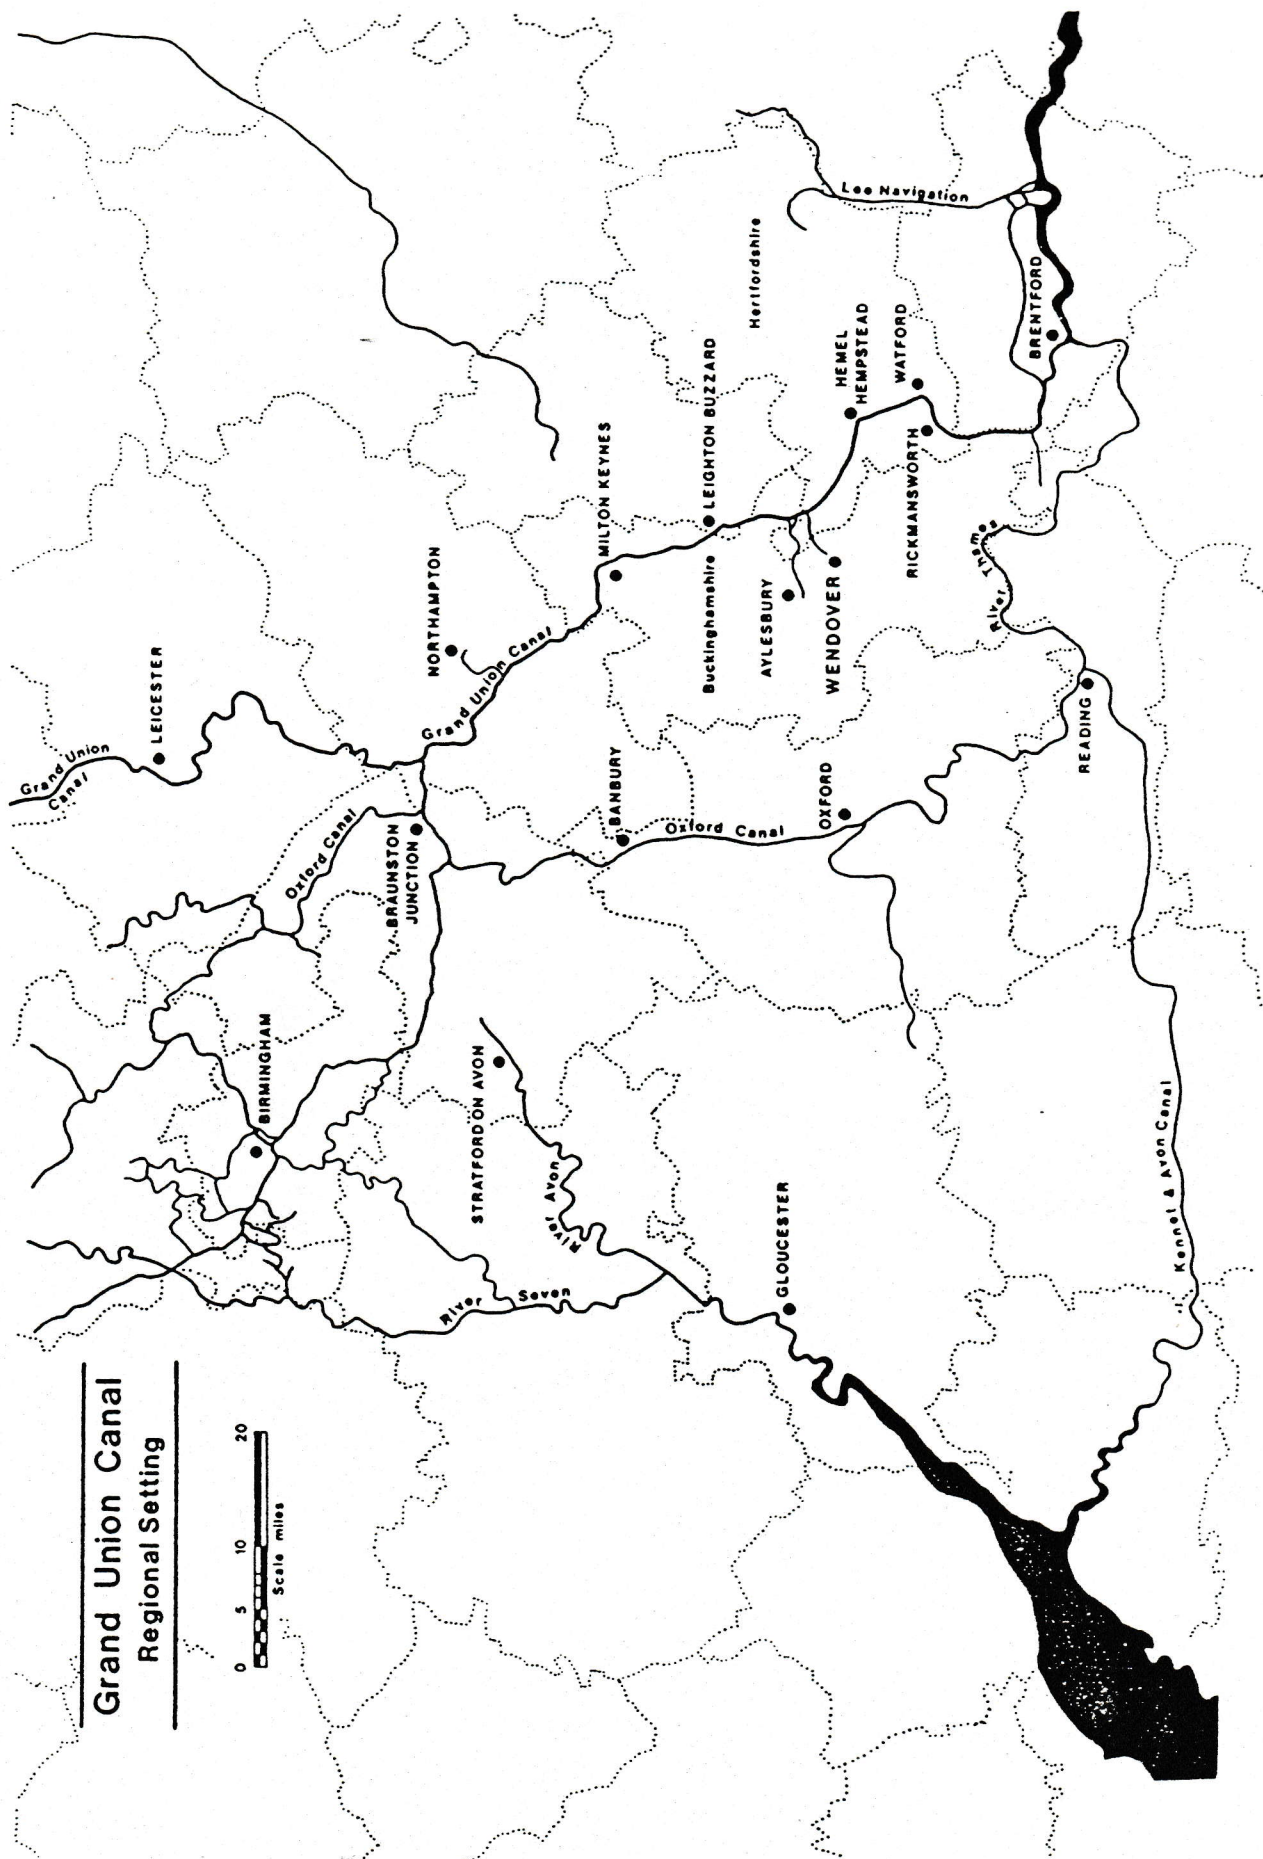 Grand Union Canal
Regional Setting
0 5 10 20
Scale miles
Grand Union
Canal
LEICESTER
Oxford Canal
BIRMINGHAM
BRAUNSTON
JUNCTION
NORTHAMPTON
Grand Union Canal
STRATFORD ON AVON
River Avon
River Seven
BANBURY
MILTON KEYNES
Buckinghamshire
LEIGHTON BUZZARD
Oxford Canal
AYLESBURY
Hertfordshire
GLOUCESTER
OXFORD
WENDOVER
HEMEL
HEMPSTEAD
Lee Navigation
WATFORD
RICKMANSWORTH
River Thames
BRENTFORD
READING
Kennet & Avon Canal